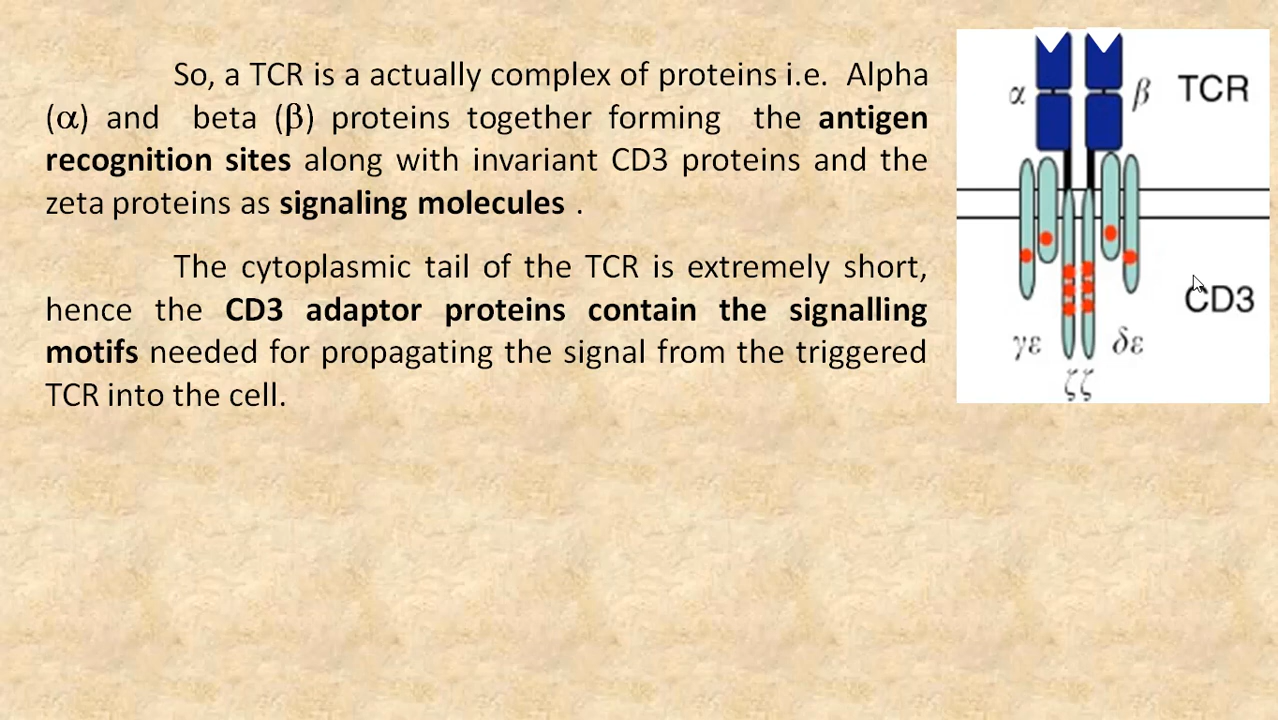 So, a TCR is a actually complex of proteins i.e. Alpha
(α) and beta (β) proteins together forming the antigen
recognition sites along with invariant CD3 proteins and the
zeta proteins as signaling molecules .
The cytoplasmic tail of the TCR is extremely short,
hence the CD3 adaptor proteins contain the signalling
motifs needed for propagating the signal from the triggered
TCR into the cell.
α β TCR
CD3
γε δε
ζζ